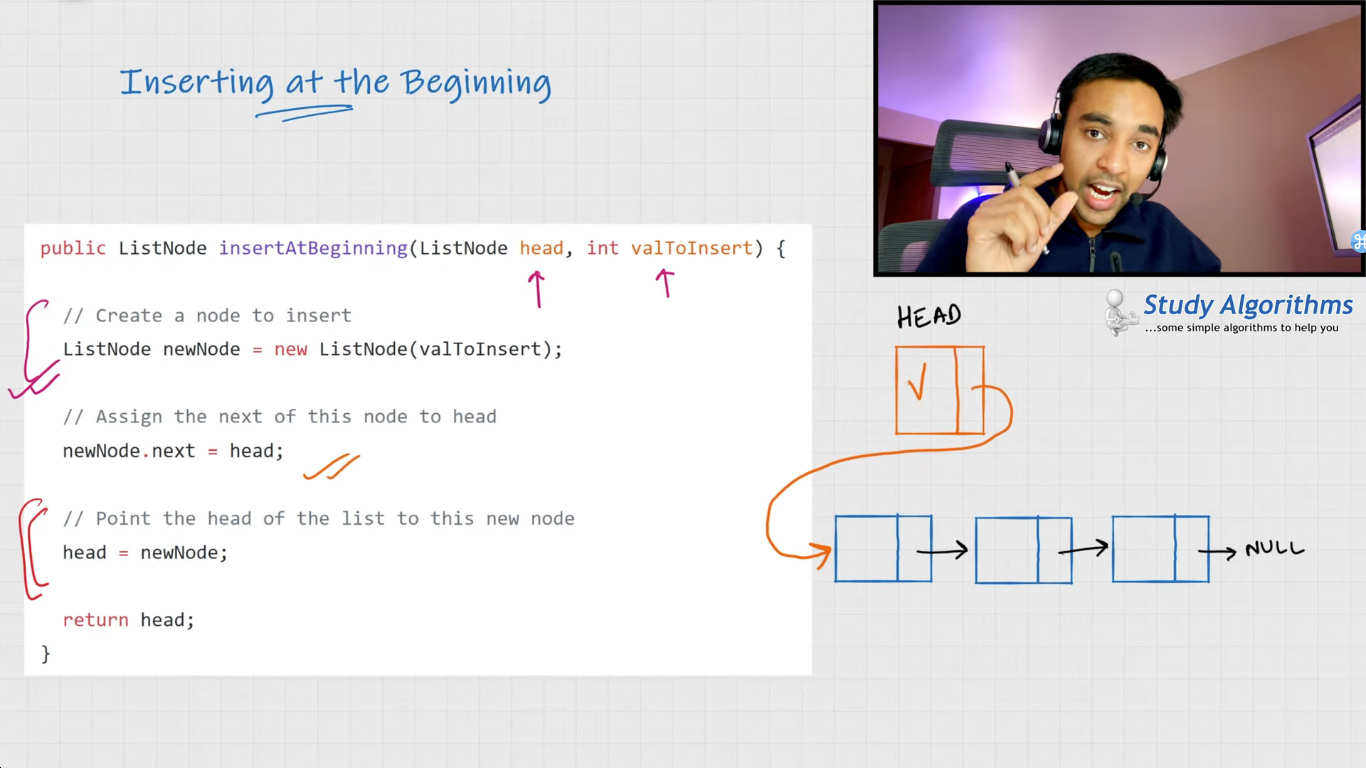 Inserting at the Beginning
public ListNode insertAtBeginning(ListNode head, int valToInsert) {
// Create a node to insert
ListNode newNode = new ListNode(valToInsert);
// Assign the next of this node to head
newNode.next = head;
// Point the head of the list to this new node
head = newNode;
return head;
}
Study Algorithms
...some simple algorithms to help you
HEAD
NULL